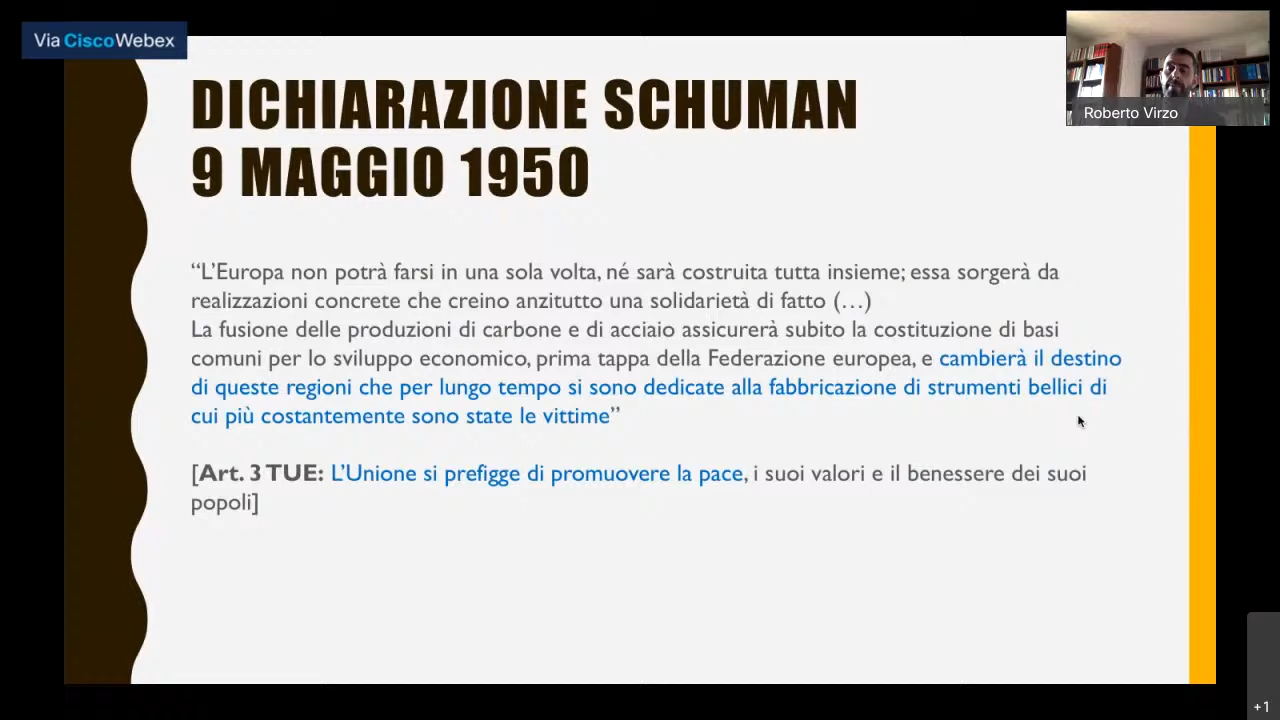 Via Cisco Webex
Roberto Virzo
DICHIARAZIONE SCHUMAN
9 MAGGIO 1950
“L’Europa non potrà farsi in una sola volta, né sarà costruita tutta insieme; essa sorgerà da
realizzazioni concrete che creino anzitutto una solidarietà di fatto (…)
La fusione delle produzioni di carbone e di acciaio assicurerà subito la costituzione di basi
comuni per lo sviluppo economico, prima tappa della Federazione europea, e cambierà il destino
di queste regioni che per lungo tempo si sono dedicate alla fabbricazione di strumenti bellici di
cui più costantemente sono state le vittime”
[Art. 3 TUE: L’Unione si prefigge di promuovere la pace, i suoi valori e il benessere dei suoi
popoli]
+1